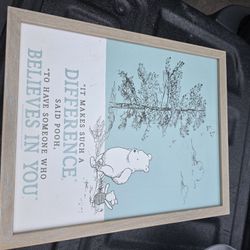 "IT MAKES SUCH A
DIFFERENCE,
SAID POOH,
"TO HAVE SOMEONE WHO
BELIEVES IN YOU"